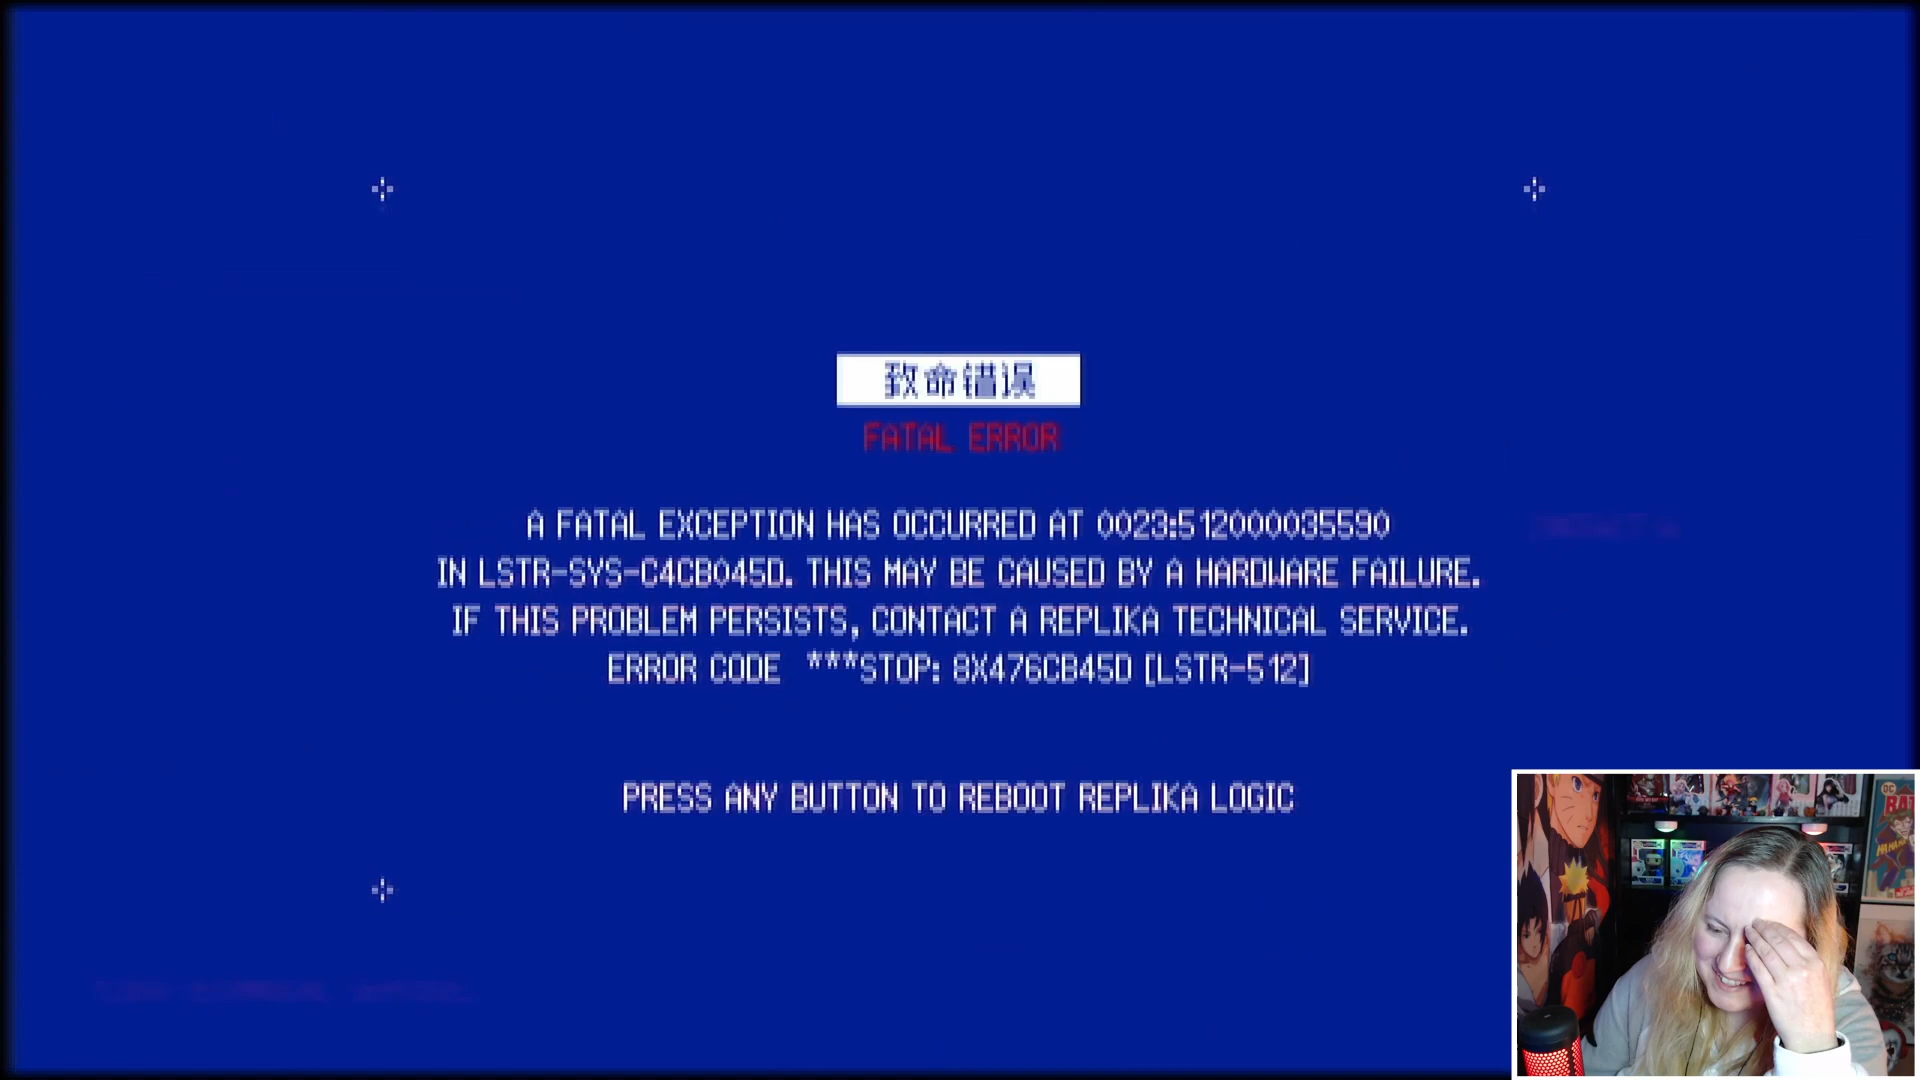 致命错误
FATAL ERROR
A FATAL EXCEPTION HAS OCCURRED AT 0023:512000035590
IN LSTR-SYS-C4CB045D. THIS MAY BE CAUSED BY A HARDWARE FAILURE.
IF THIS PROBLEM PERSISTS, CONTACT A REPLIKA TECHNICAL SERVICE.
ERROR CODE ***STOP: 8X476CB45D [LSTR-512]
PRESS ANY BUTTON TO REBOOT REPLIKA LOGIC
DC